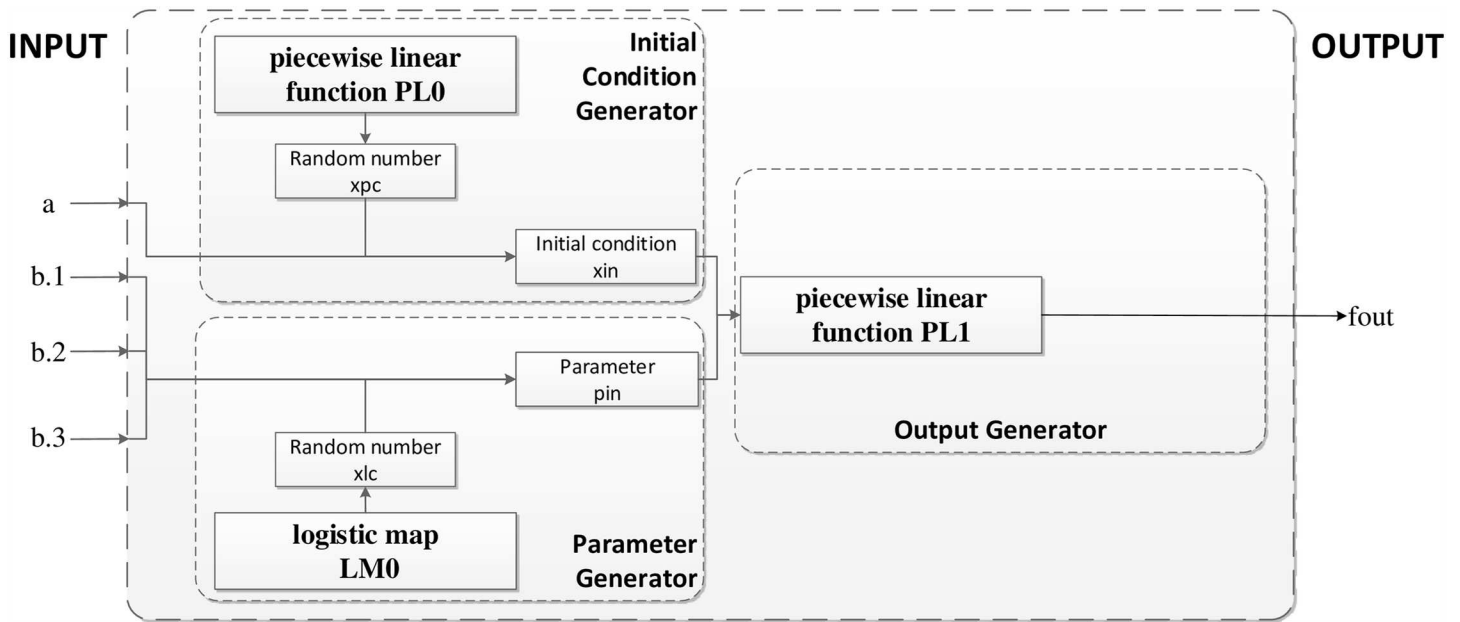 INPUT
OUTPUT
piecewise linear
function PL0
Initial
Condition
Generator
Random number
xpc
a
Initial condition
xin
b.1
b.2
b.3
piecewise linear
function PL1
fout
Parameter
pin
Output Generator
Random number
xlc
logistic map
LM0
Parameter
Generator